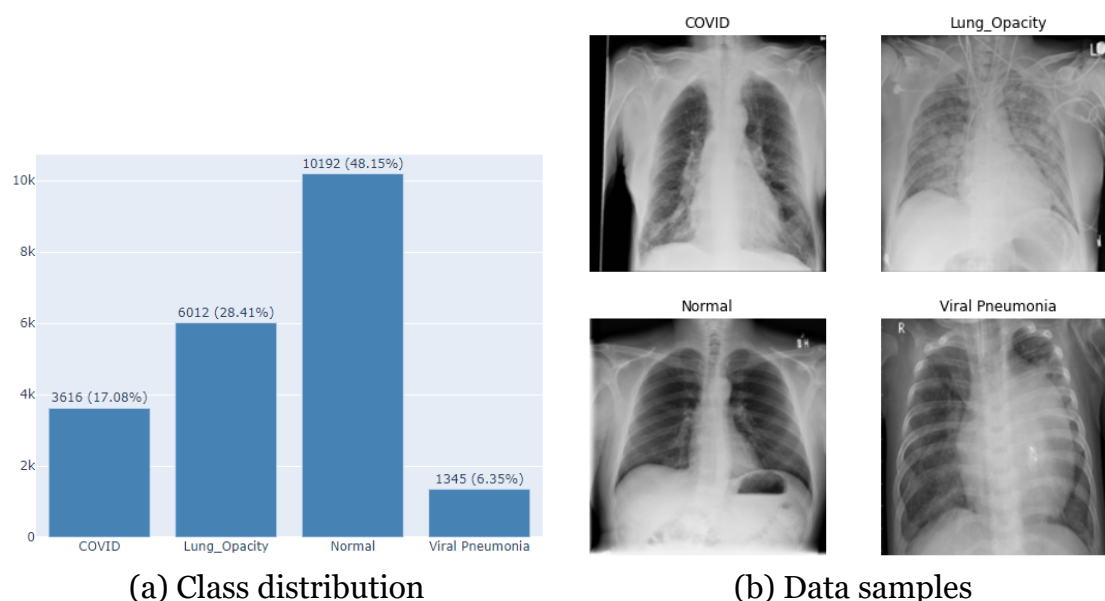 10192 (48.15%)
10k
8k
6012 (28.41%)
6k
3616 (17.08%)
4k
2k
1345 (6.35%)
0
COVID Lung_Opacity Normal Viral Pneumonia
(a) Class distribution
COVID Lung_Opacity
L
Normal Viral Pneumonia
R
(b) Data samples